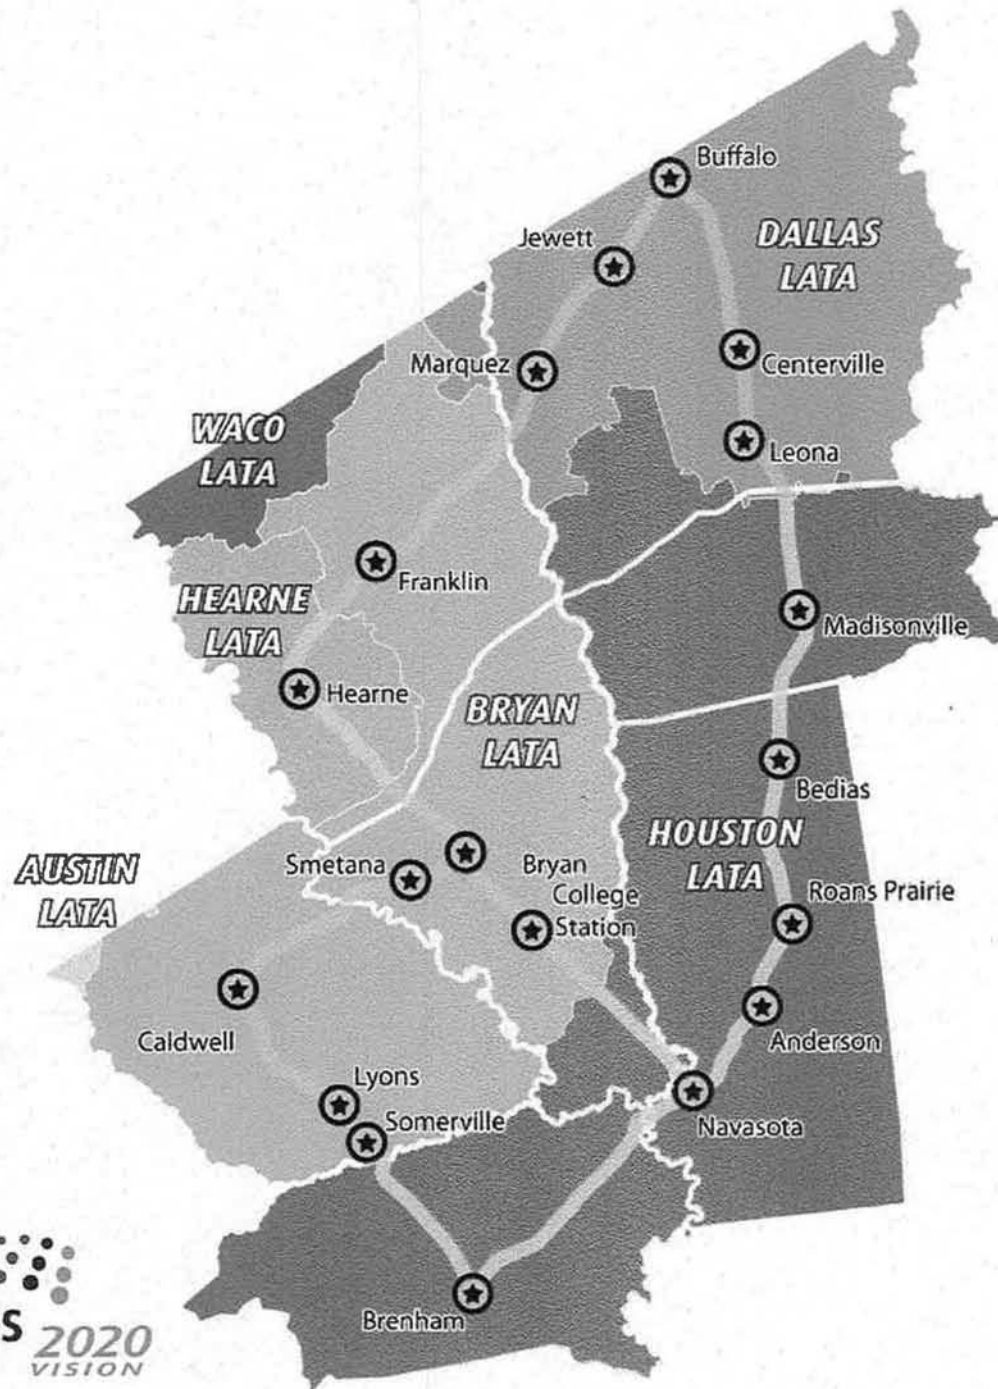 Buffalo
DALLAS
LATA
Jewett
Marquez
Centerville
WACO
LATA
Leona
Franklin
HEARNE
LATA
Madisonville
Hearne
BRYAN
LATA
Bedias
HOUSTON
LATA
AUSTIN
LATA
Smetana
Bryan
College
Station
Roans Prairie
Caldwell
Anderson
Lyons
Somerville
Navasota
Brenham
S 2020
VISION